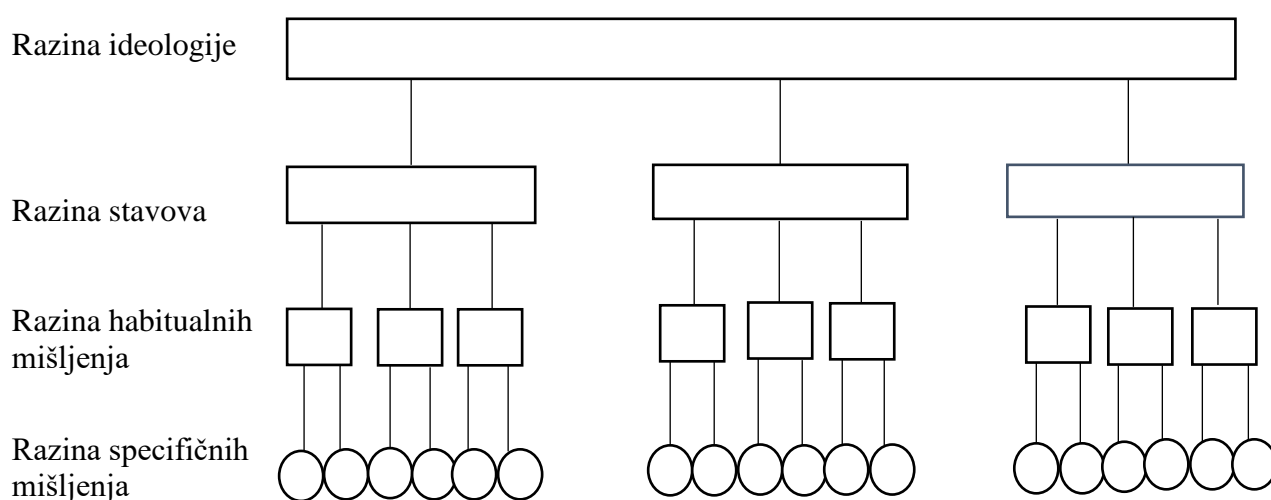 Razina ideologije
Razina stavova
Razina habitualnih
mišljenja
Razina specifičnih
mišljenja